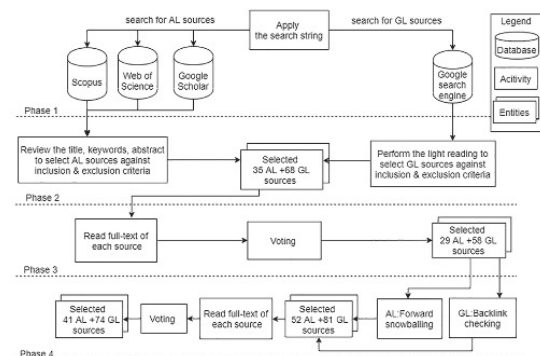 search for AL sources
Apply
the search string
search for GL sources
Legend
Database
Acitivity
Entities
Scopus
Web of
Science
Google
Scholar
Google
search
engine
Phase 1
Review the title, keywords, abstract
to select AL sources against
inclusion & exclusion criteria
Selected
35 AL +68 GL
sources
Perform the light reading to
select GL sources against
inclusion & exclusion criteria
Phase 2
Read full-text of
each source
Voting
Selected
29 AL +58 GL
sources
Phase 3
Selected
41 AL +74 GL
sources
Voting
Read full-text of
each source
Selected
52 AL +81 GL
sources
AL:Forward
snowballing
GL:Backlink
checking
Phase 4